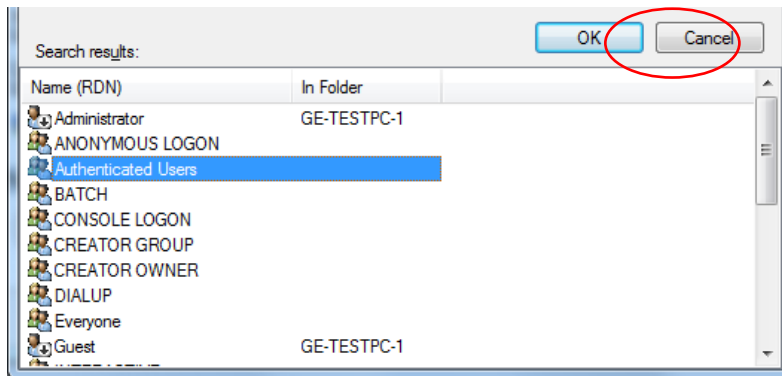 OK Cancel
Search results:
Name (RDN) In Folder
Administrator GE-TESTPC-1
ANONYMOUS LOGON
Authenticated Users
BATCH
CONSOLE LOGON
CREATOR GROUP
CREATOR OWNER
DIALUP
Everyone
Guest GE-TESTPC-1